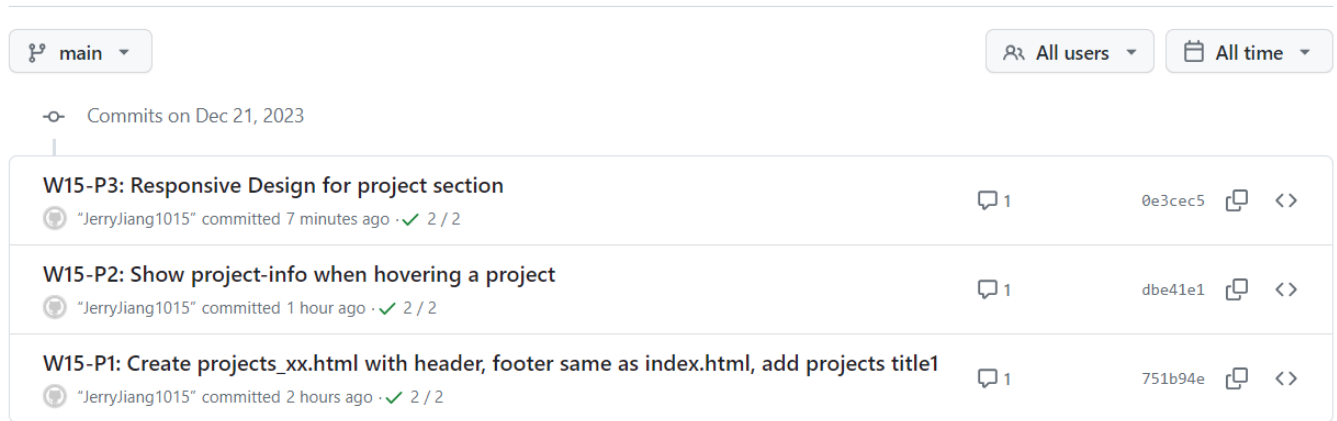 main
All users
All time
Commits on Dec 21, 2023
W15-P3: Responsive Design for project section
1
0e3cec5
“JerryJiang1015” committed 7 minutes ago · 2 / 2
W15-P2: Show project-info when hovering a project
1
dbe41e1
“JerryJiang1015” committed 1 hour ago · 2 / 2
W15-P1: Create projects_xx.html with header, footer same as index.html, add projects title1
1
751b94e
“JerryJiang1015” committed 2 hours ago · 2 / 2